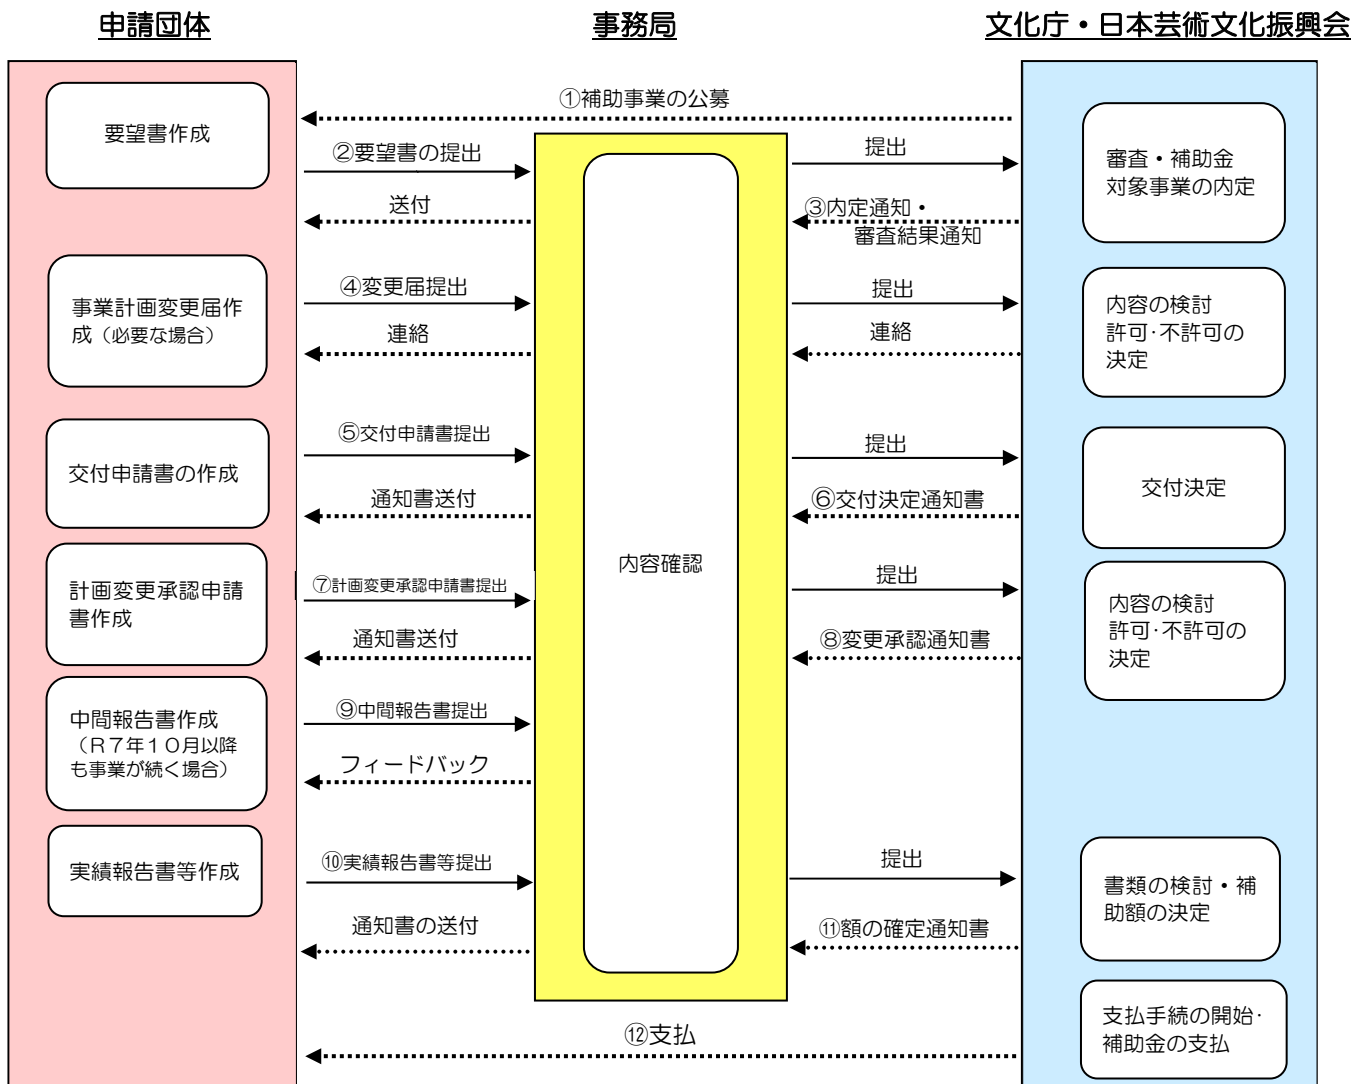 申請団体
事務局
文化庁・日本芸術文化振興会
①補助事業の公募
要望書作成
②要望書の提出
提出
審査・補助金
対象事業の内定
送付
③内定通知・
審査結果通知
事業計画変更届作
成（必要な場合）
④変更届提出
提出
内容の検討
許可･不許可の
決定
連絡
連絡
交付申請書の作成
⑤交付申請書提出
提出
交付決定
通知書送付
⑥交付決定通知書
内容確認
計画変更承認申請
書作成
⑦計画変更承認申請書提出
提出
内容の検討
許可･不許可の
決定
通知書送付
⑧変更承認通知書
中間報告書作成
（Ｒ７年１０月以降
も事業が続く場合）
⑨中間報告書提出
フィードバック
実績報告書等作成
⑩実績報告書等提出
提出
書類の検討・補
助額の決定
通知書の送付
⑪額の確定通知書
支払手続の開始･
補助金の支払
⑫支払